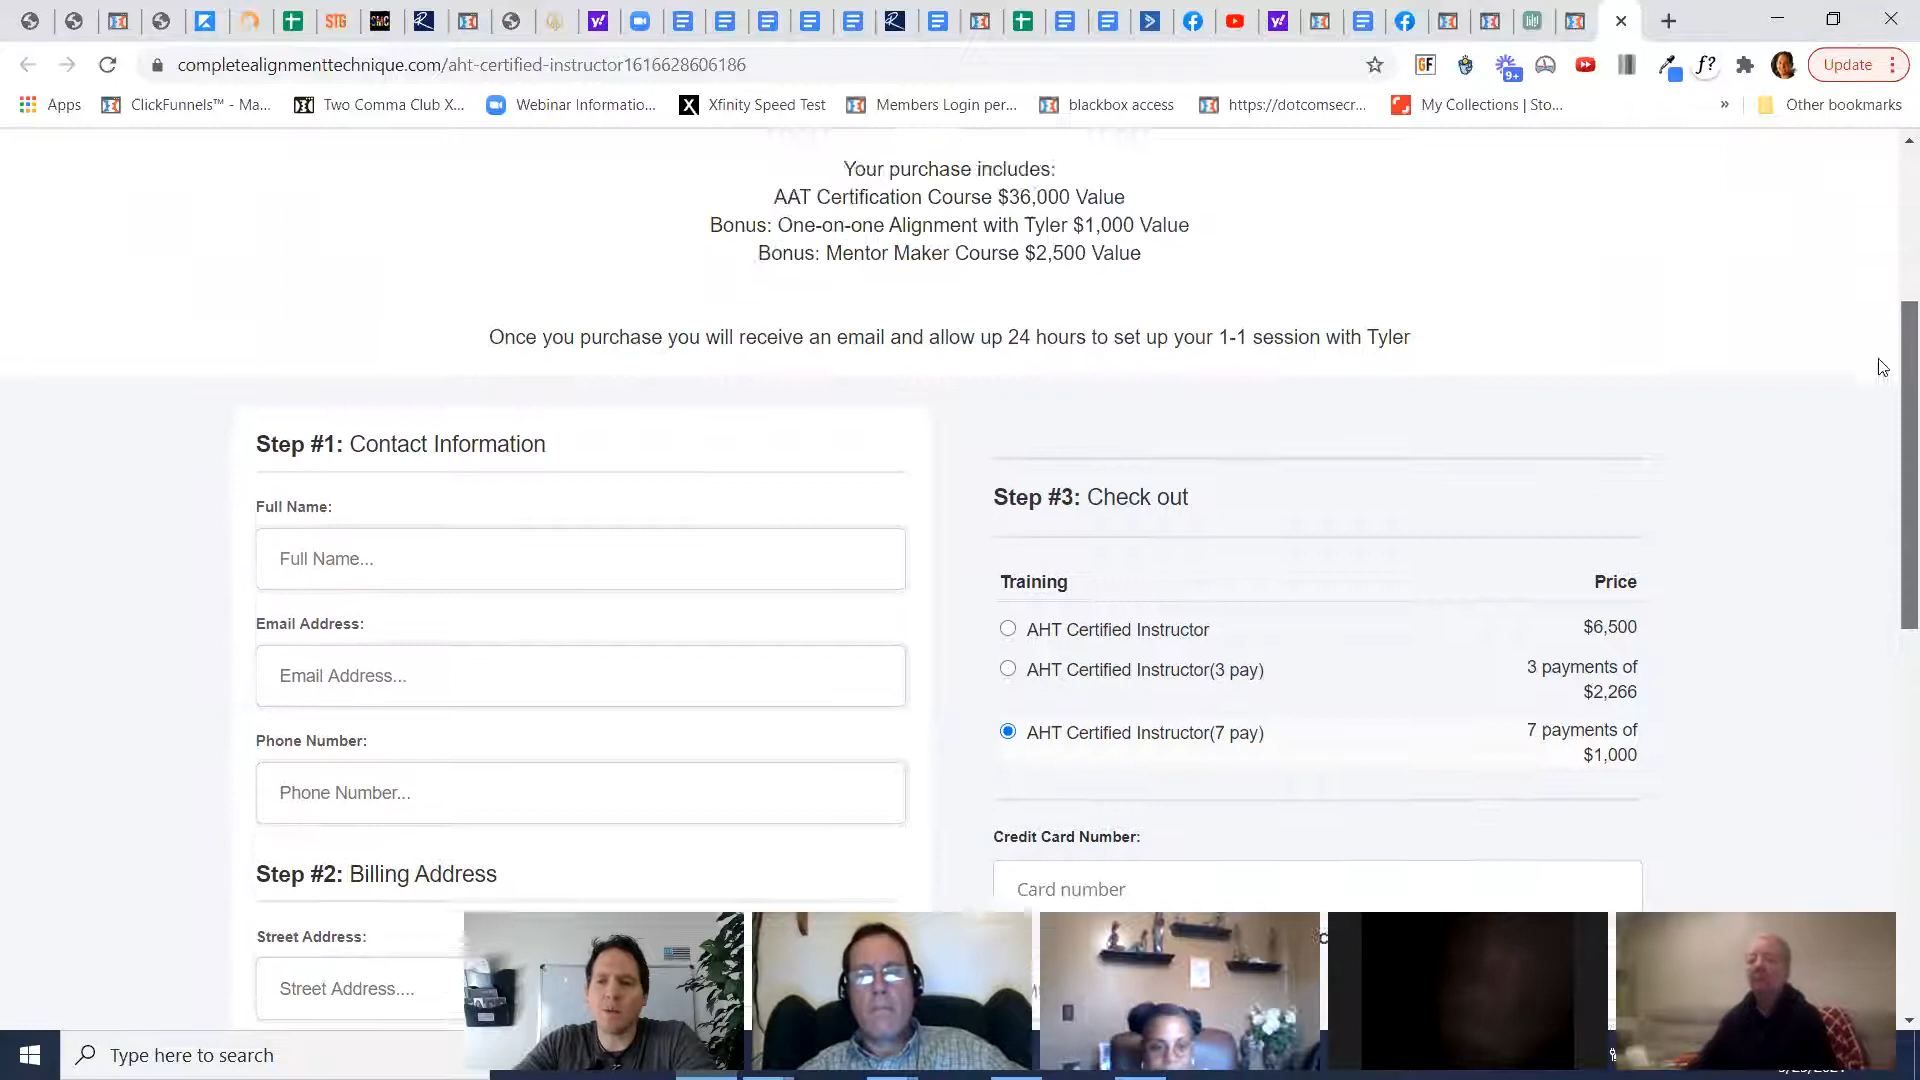 STG
SMC
completealignmenttechnique.com/aht-certified-instructor1616628606186
GF
9+
f?
Update
Apps
ClickFunnels™ - Ma...
Two Comma Club X...
Webinar Informatio...
Xfinity Speed Test
Members Login per...
blackbox access
https://dotcomsecr...
My Collections | Sto...
»
Other bookmarks
Your purchase includes:
AAT Certification Course $36,000 Value
Bonus: One-on-one Alignment with Tyler $1,000 Value
Bonus: Mentor Maker Course $2,500 Value
Once you purchase you will receive an email and allow up 24 hours to set up your 1-1 session with Tyler
Step #1: Contact Information
Full Name:
Full Name...
Email Address:
Email Address...
Phone Number:
Phone Number...
Step #2: Billing Address
Street Address:
Street Address....
Step #3: Check out
Training Price
AHT Certified Instructor $6,500
AHT Certified Instructor(3 pay) 3 payments of
$2,266
AHT Certified Instructor(7 pay) 7 payments of
$1,000
Credit Card Number:
Card number
Type here to search